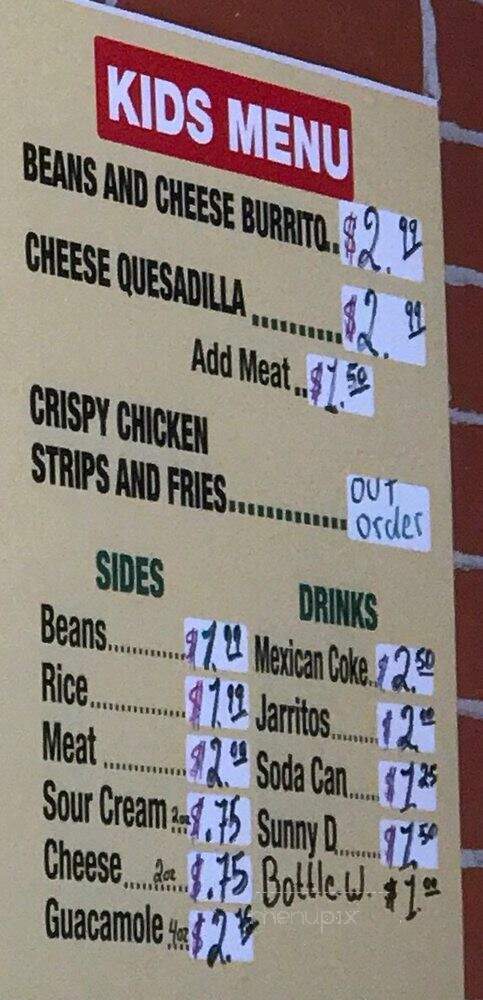 KIDS MENU
BEANS AND CHEESE BURRITO..$2.99
CHEESE QUESADILLA ..........$2.99
Add Meat..$1.50
CRISPY CHICKEN
STRIPS AND FRIES............. OUT
order
SIDES
Beans.............$1.99
Rice.............$1.99
Meat .............$2.99
Sour Cream 2oz...$.75
Cheese.... 2oz ..$.75
Guacamole 4oz $2.
DRINKS
Mexican Coke..$2.50
Jarritos........$2.00
Soda Can.....$1.25
Sunny D........$1.50
Bottle W. $1.00
menupix